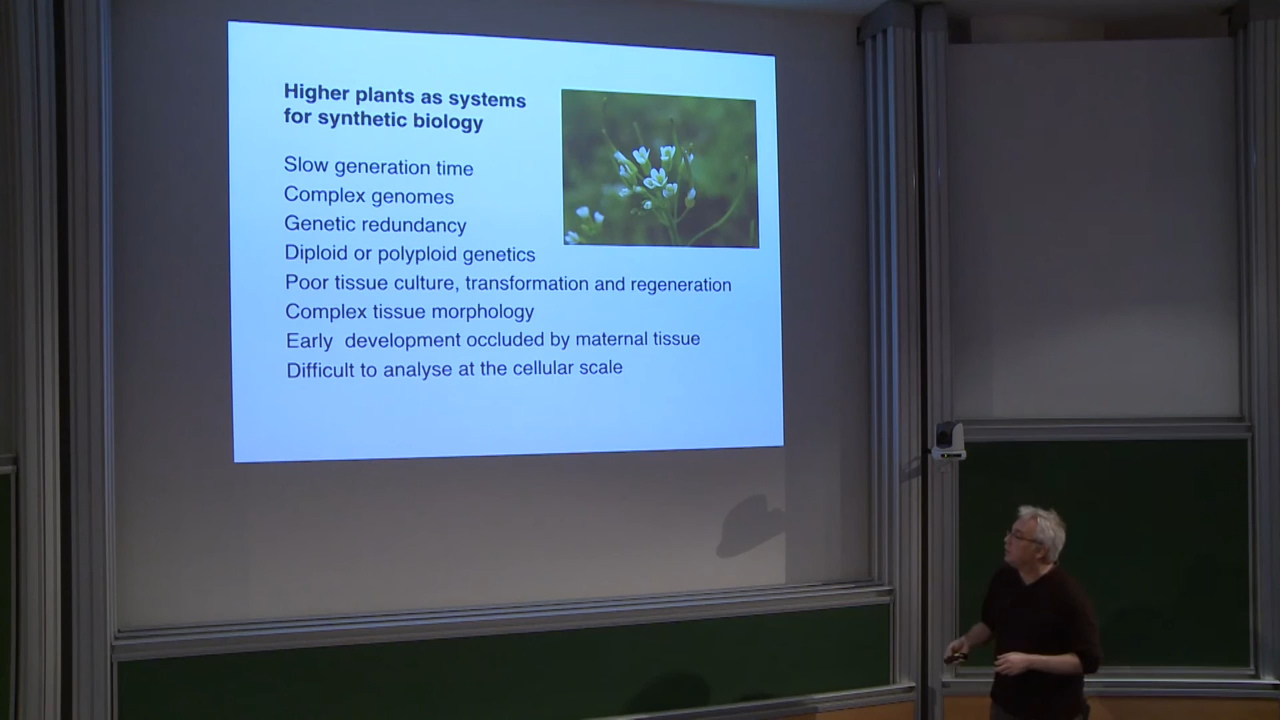 Higher plants as systems
for synthetic biology
Slow generation time
Complex genomes
Genetic redundancy
Diploid or polyploid genetics
Poor tissue culture, transformation and regeneration
Complex tissue morphology
Early development occluded by maternal tissue
Difficult to analyse at the cellular scale